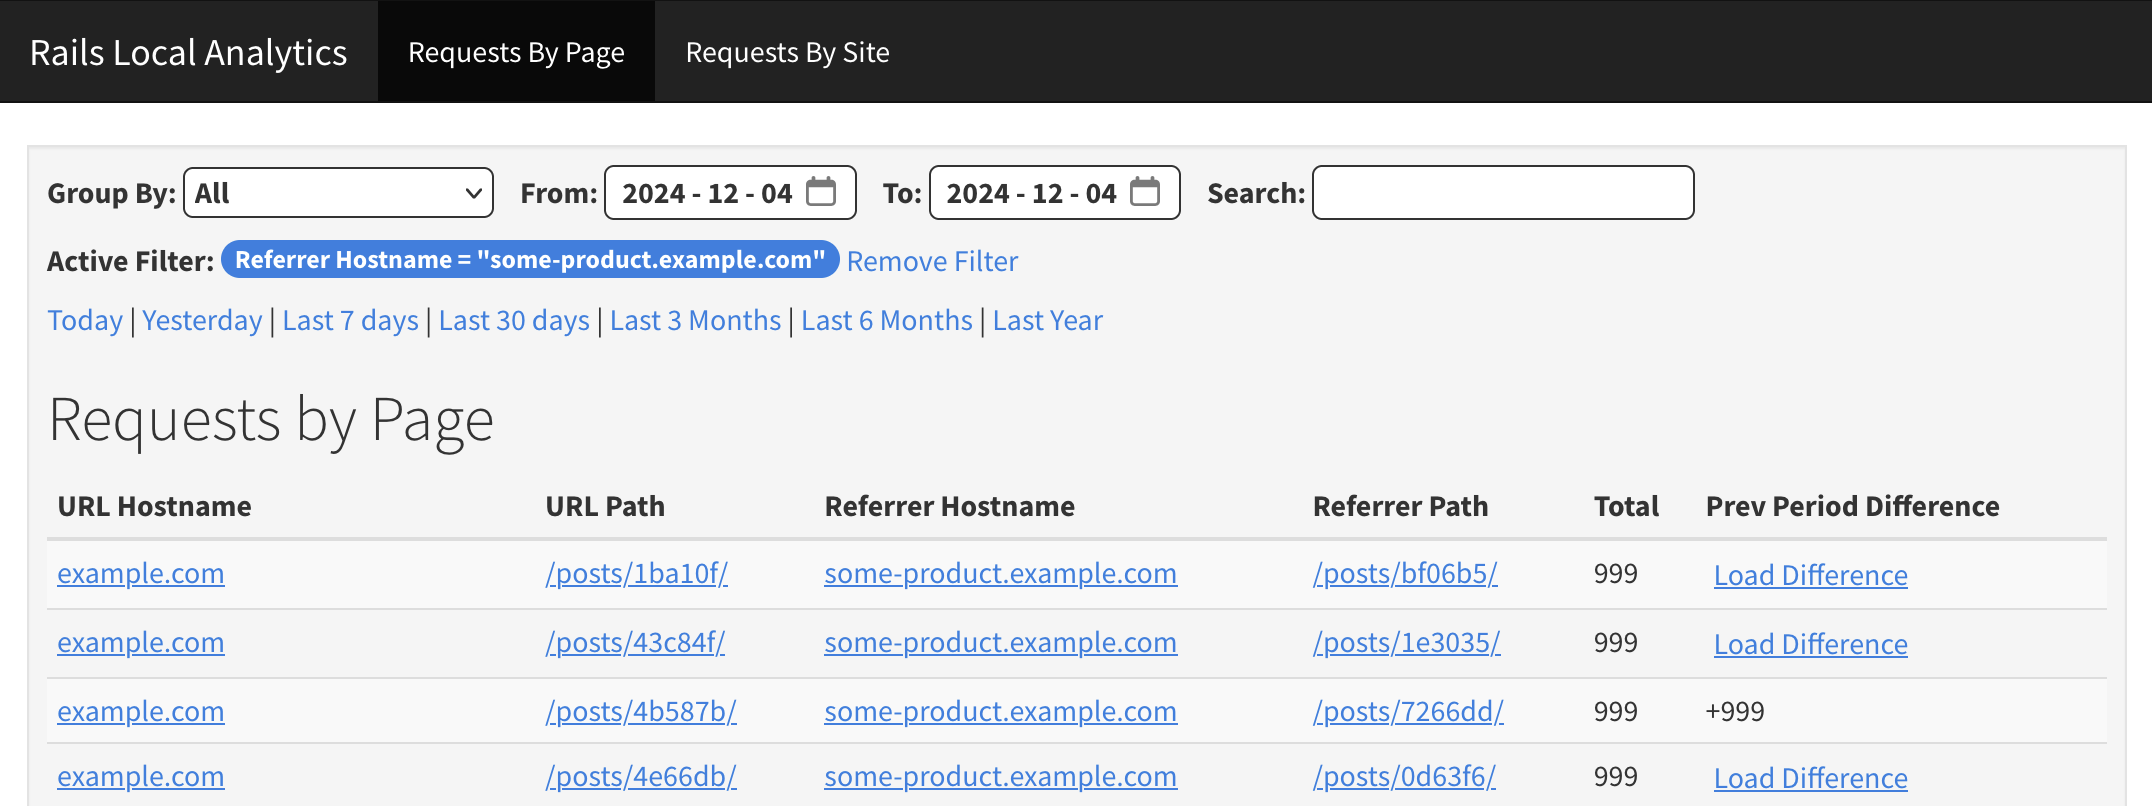 Rails Local Analytics Requests By Page Requests By Site
Group By: All From: 2024 - 12 - 04 To: 2024 - 12 - 04 Search:
Active Filter: Referrer Hostname = "some-product.example.com" Remove Filter
Today | Yesterday | Last 7 days | Last 30 days | Last 3 Months | Last 6 Months | Last Year
Requests by Page
URL Hostname URL Path Referrer Hostname Referrer Path Total Prev Period Difference
example.com /posts/1ba10f/ some-product.example.com /posts/bf06b5/ 999 Load Difference
example.com /posts/43c84f/ some-product.example.com /posts/1e3035/ 999 Load Difference
example.com /posts/4b587b/ some-product.example.com /posts/7266dd/ 999 +999
example.com /posts/4e66db/ some-product.example.com /posts/0d63f6/ 999 Load Difference